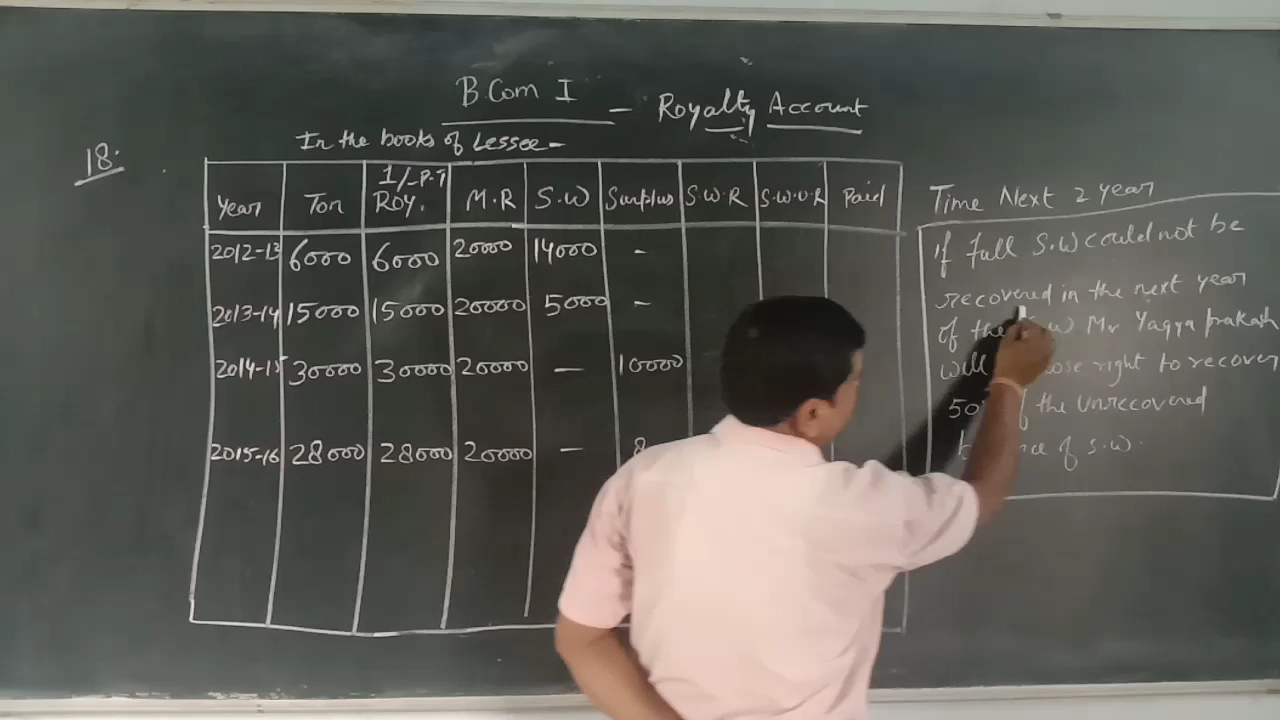 B.Com I - Royalty Account
18.
In the books of Lessee -
Year Ton 1/- P.T Roy. M.R S.W Surplus S.W.R S.W.U.R Paid
2012-13 6000 6000 20000 14000 -
2013-14 15000 15000 20000 5000 -
2014-15 30000 30000 20000 - 10000
2015-16 28000 28000 20000 - 8
Time Next 2 year
If full S.W could not be
recovered in the next year
of the Mr Yagya prakash
will right to recover
of the unrecovered
of S.W.